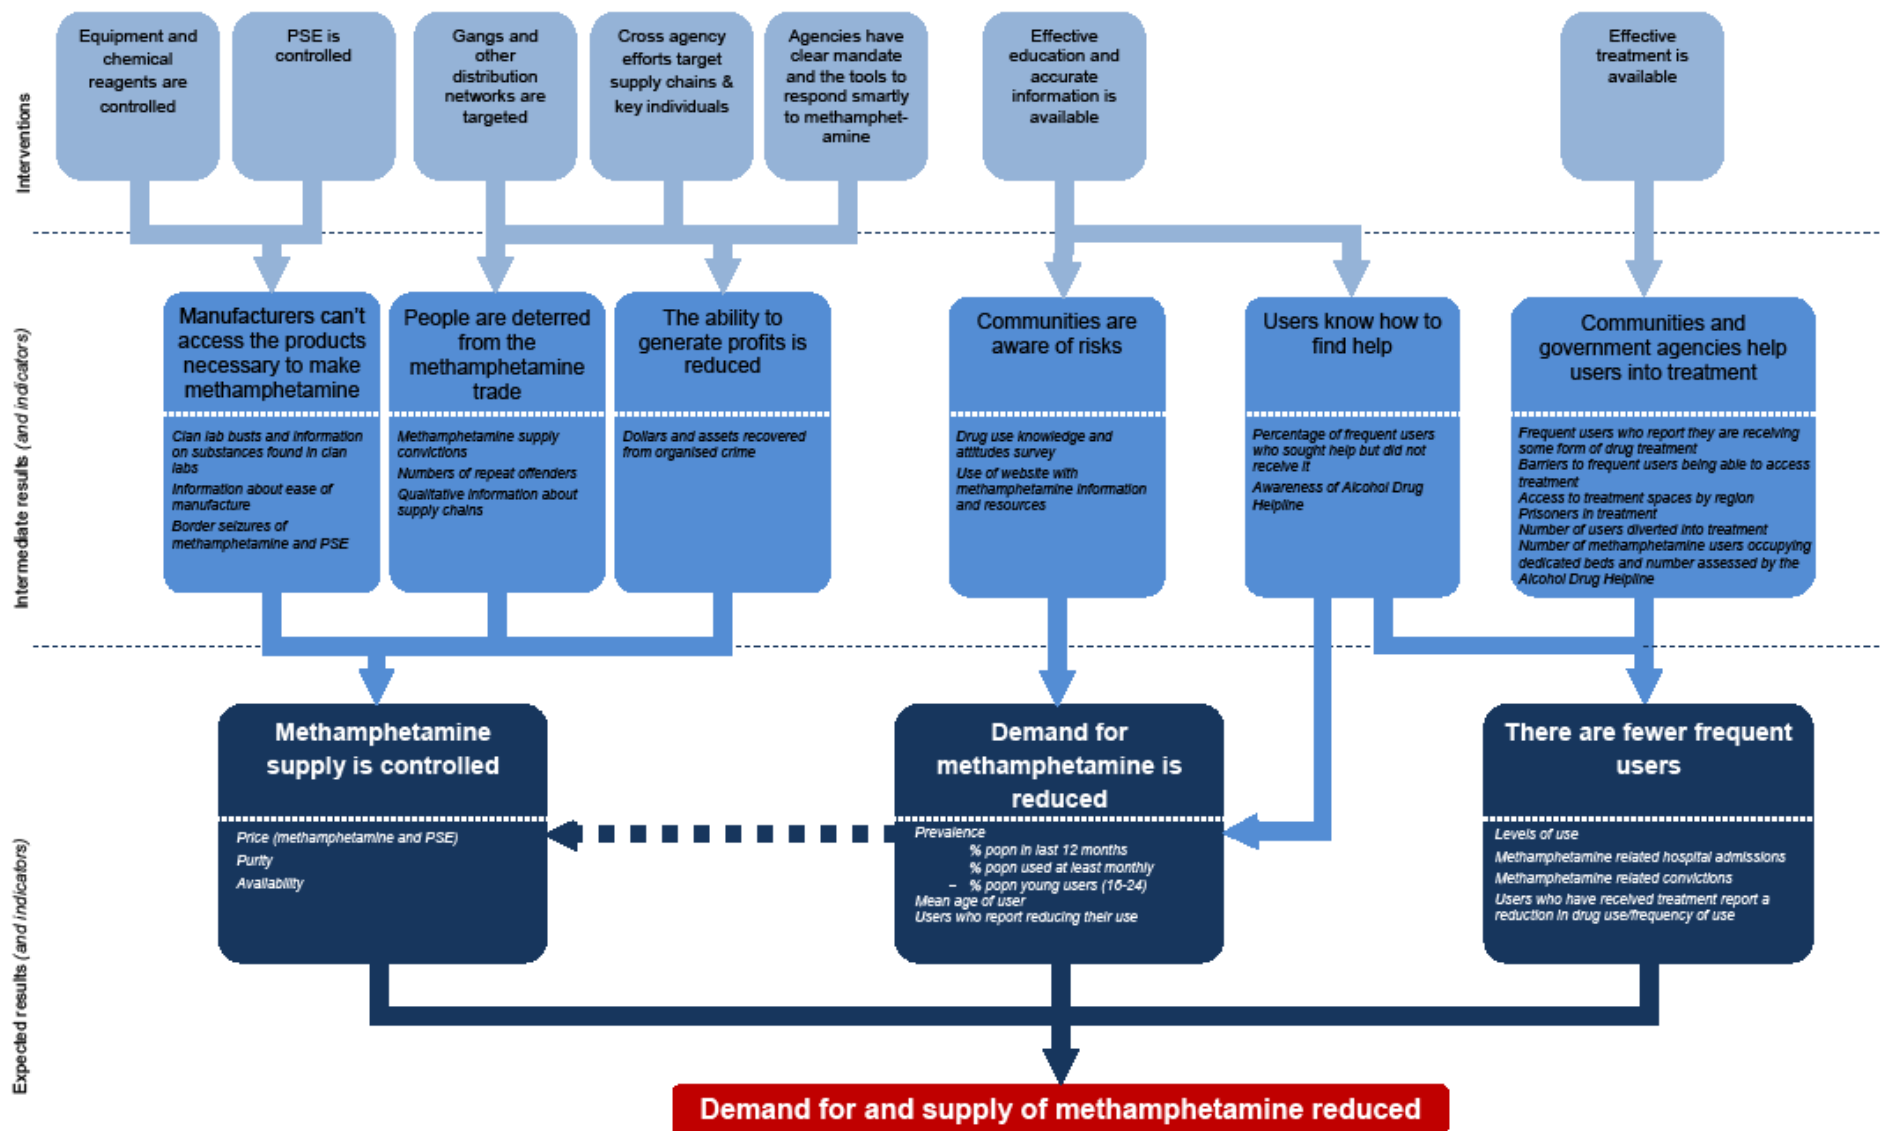 Interventions
Equipment and
chemical
reagents are
controlled
PSE is
controlled
Gangs and
other
distribution
networks are
targeted
Cross agency
efforts target
supply chains &
key individuals
Agencies have
clear mandate
and the tools to
respond smartly
to methamphet-
amine
Effective
education and
accurate
information is
available
Effective
treatment is
available
Intermediate results (and indicators)
Manufacturers can't
access the products
necessary to make
methamphetamine
Clan lab busts and information
on substances found in clan
labs
Information about ease of
manufacture
Border seizures of
methamphetamine and PSE
People are deterred
from the
methamphetamine
trade
Methamphetamine supply
convictions
Numbers of repeat offenders
Qualitative information about
supply chains
The ability to
generate profits is
reduced
Dollars and assets recovered
from organised crime
Communities are
aware of risks
Drug use knowledge and
attitudes survey
Use of website with
methamphetamine information
and resources
Users know how to
find help
Percentage of frequent users
who sought help but did not
receive it
Awareness of Alcohol Drug
Helpline
Communities and
government agencies help
users into treatment
Frequent users who report they are receiving
some form of drug treatment
Barriers to frequent users being able to access
treatment
Access to treatment spaces by region
Prisoners in treatment
Number of users diverted into treatment
Number of methamphetamine users occupying
dedicated beds and number assessed by the
Alcohol Drug Helpline
Expected results (and indicators)
Methamphetamine
supply is controlled
Price (methamphetamine and PSE)
Purity
Availability
Demand for
methamphetamine is
reduced
Prevalence
% popn in last 12 months
% popn used at least monthly
– % popn young users (16-24)
Mean age of user
Users who report reducing their use
There are fewer frequent
users
Levels of use
Methamphetamine related hospital admissions
Methamphetamine related convictions
Users who have received treatment report a
reduction in drug use/frequency of use
Demand for and supply of methamphetamine reduced